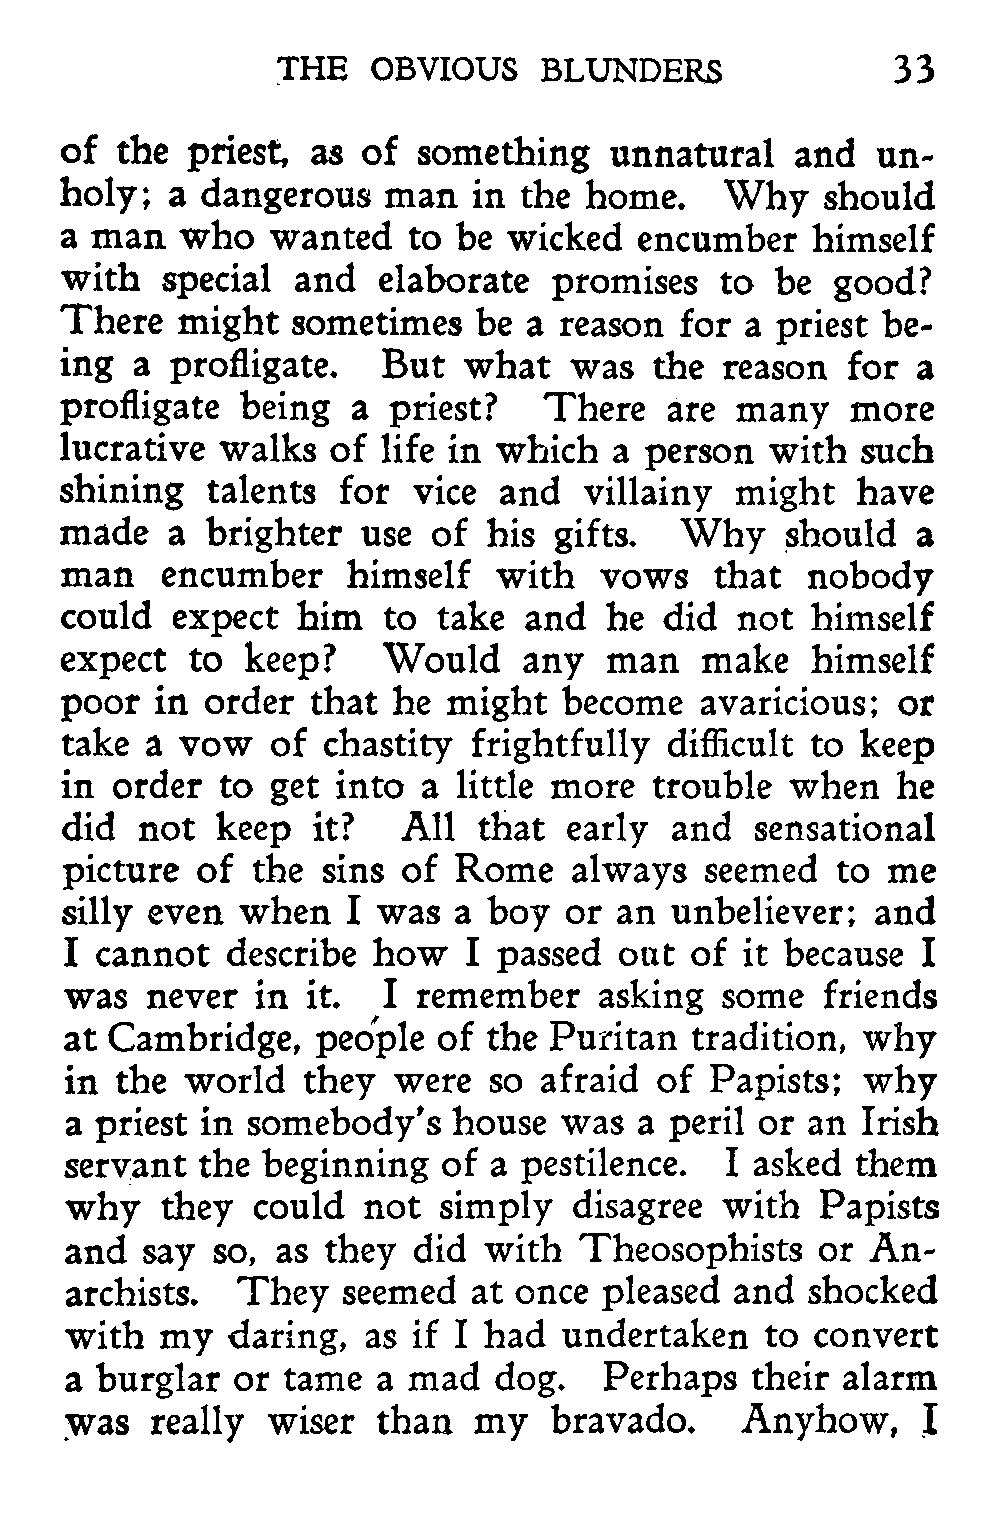 THE OBVIOUS BLUNDERS 33
of the priest, as of something unnatural and un-
holy; a dangerous man in the home. Why should
a man who wanted to be wicked encumber himself
with special and elaborate promises to be good?
There might sometimes be a reason for a priest be-
ing a profligate. But what was the reason for a
profligate being a priest? There are many more
lucrative walks of life in which a person with such
shining talents for vice and villainy might have
made a brighter use of his gifts. Why should a
man encumber himself with vows that nobody
could expect him to take and he did not himself
expect to keep? Would any man make himself
poor in order that he might become avaricious; or
take a vow of chastity frightfully difficult to keep
in order to get into a little more trouble when he
did not keep it? All that early and sensational
picture of the sins of Rome always seemed to me
silly even when I was a boy or an unbeliever; and
I cannot describe how I passed out of it because I
was never in it. I remember asking some friends
at Cambridge, people of the Puritan tradition, why
in the world they were so afraid of Papists; why
a priest in somebody's house was a peril or an Irish
servant the beginning of a pestilence. I asked them
why they could not simply disagree with Papists
and say so, as they did with Theosophists or An-
archists. They seemed at once pleased and shocked
with my daring, as if I had undertaken to convert
a burglar or tame a mad dog. Perhaps their alarm
was really wiser than my bravado. Anyhow, I